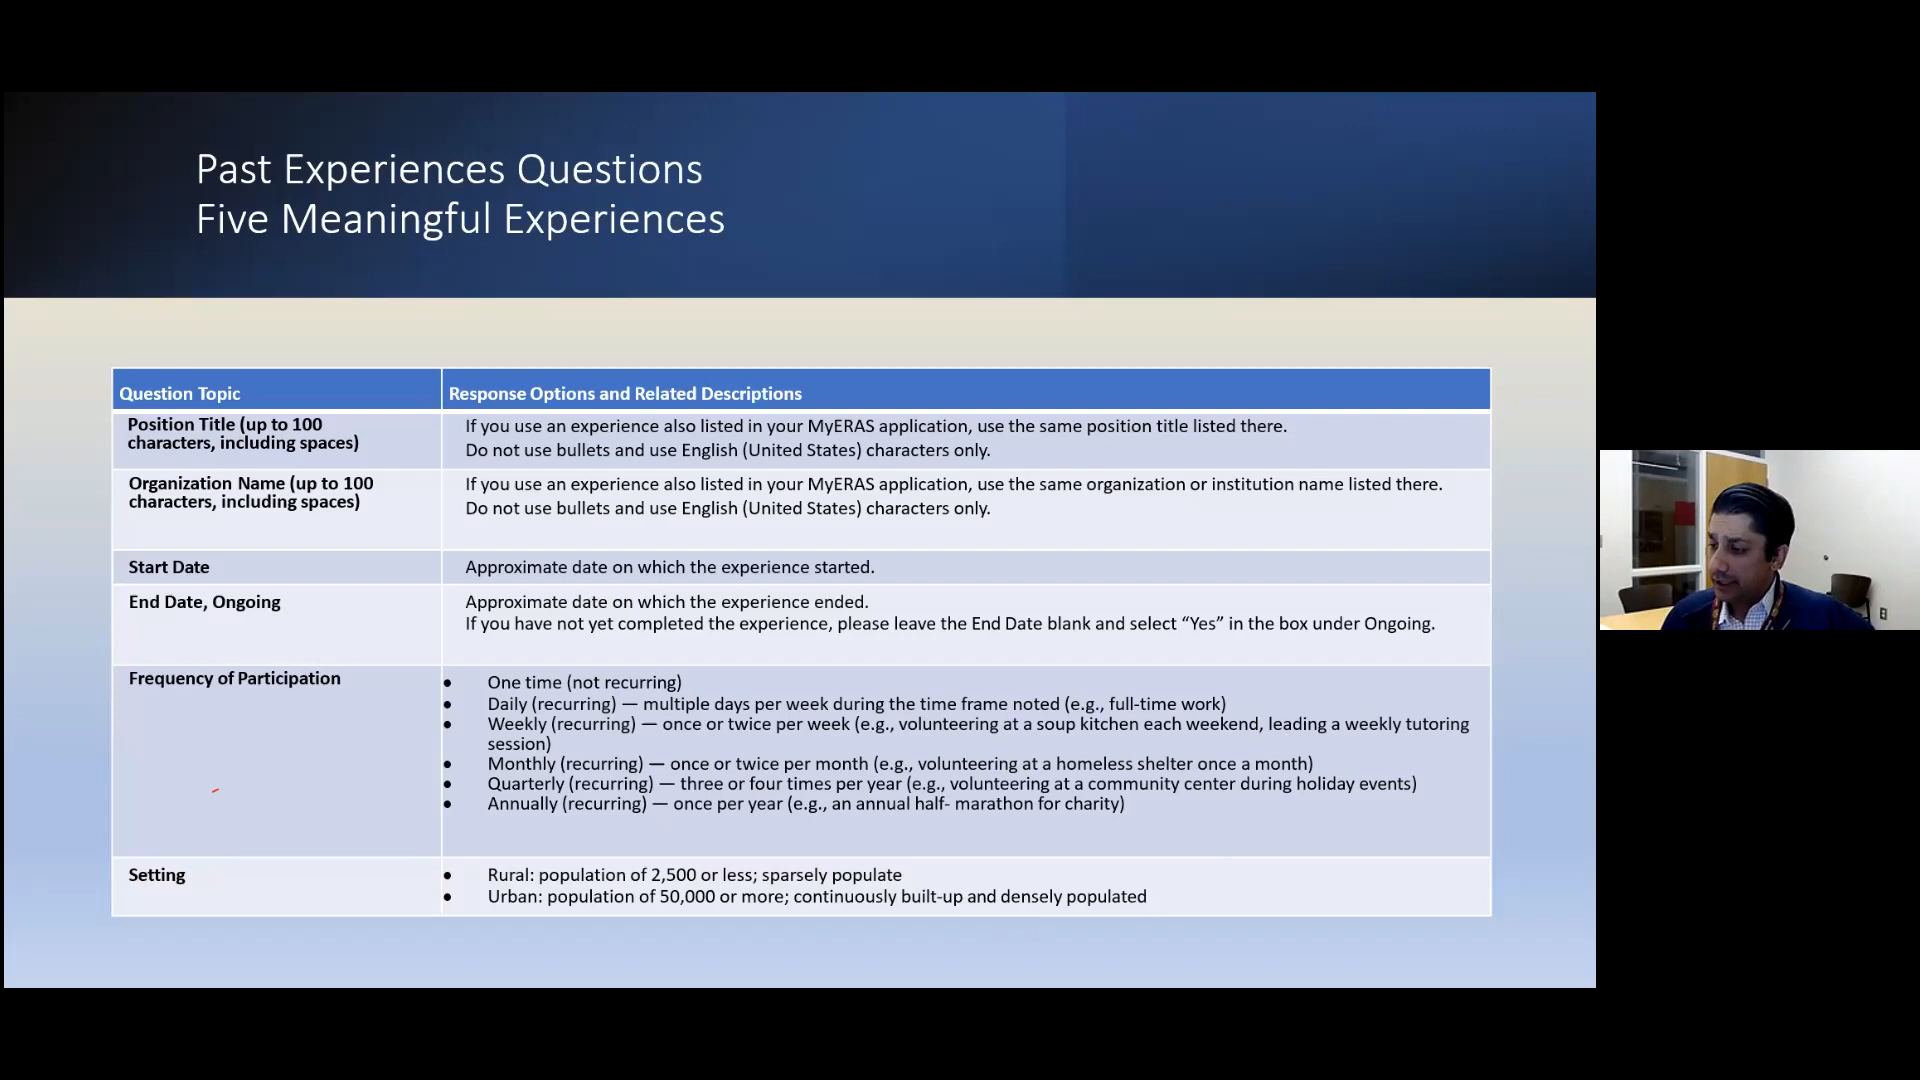 Past Experiences Questions
Five Meaningful Experiences
Question Topic
Response Options and Related Descriptions
Position Title (up to 100
characters, including spaces)
If you use an experience also listed in your MyERAS application, use the same position title listed there.
Do not use bullets and use English (United States) characters only.
Organization Name (up to 100
characters, including spaces)
If you use an experience also listed in your MyERAS application, use the same organization or institution name listed there.
Do not use bullets and use English (United States) characters only.
Start Date
Approximate date on which the experience started.
End Date, Ongoing
Approximate date on which the experience ended.
If you have not yet completed the experience, please leave the End Date blank and select “Yes” in the box under Ongoing.
Frequency of Participation
• One time (not recurring)
• Daily (recurring) — multiple days per week during the time frame noted (e.g., full-time work)
• Weekly (recurring) — once or twice per week (e.g., volunteering at a soup kitchen each weekend, leading a weekly tutoring
session)
• Monthly (recurring) — once or twice per month (e.g., volunteering at a homeless shelter once a month)
• Quarterly (recurring) — three or four times per year (e.g., volunteering at a community center during holiday events)
• Annually (recurring) — once per year (e.g., an annual half- marathon for charity)
Setting
• Rural: population of 2,500 or less; sparsely populate
• Urban: population of 50,000 or more; continuously built-up and densely populated